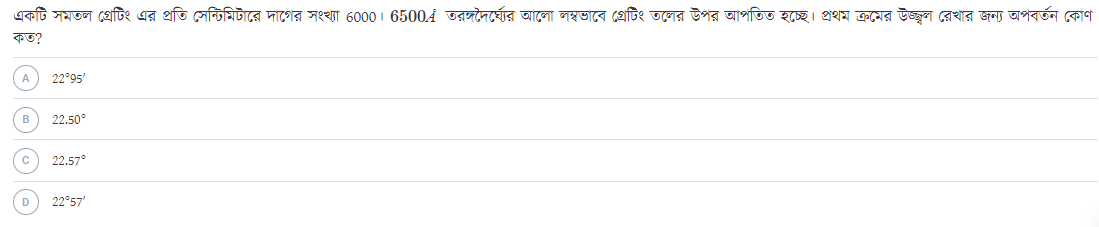 একটি সমতল গ্রেটিং এর প্রতি সেন্টিমিটারে দাগের সংখ্যা 6000। 6500Å তরঙ্গদৈর্ঘ্যের আলো লম্বভাবে গ্রেটিং তলের উপর আপতিত হচ্ছে। প্রথম ক্রমের উজ্জ্বল রেখার জন্য অপবর্তন কোণ
কত?
A 22°95′
B 22.50°
C 22.57°
D 22°57′